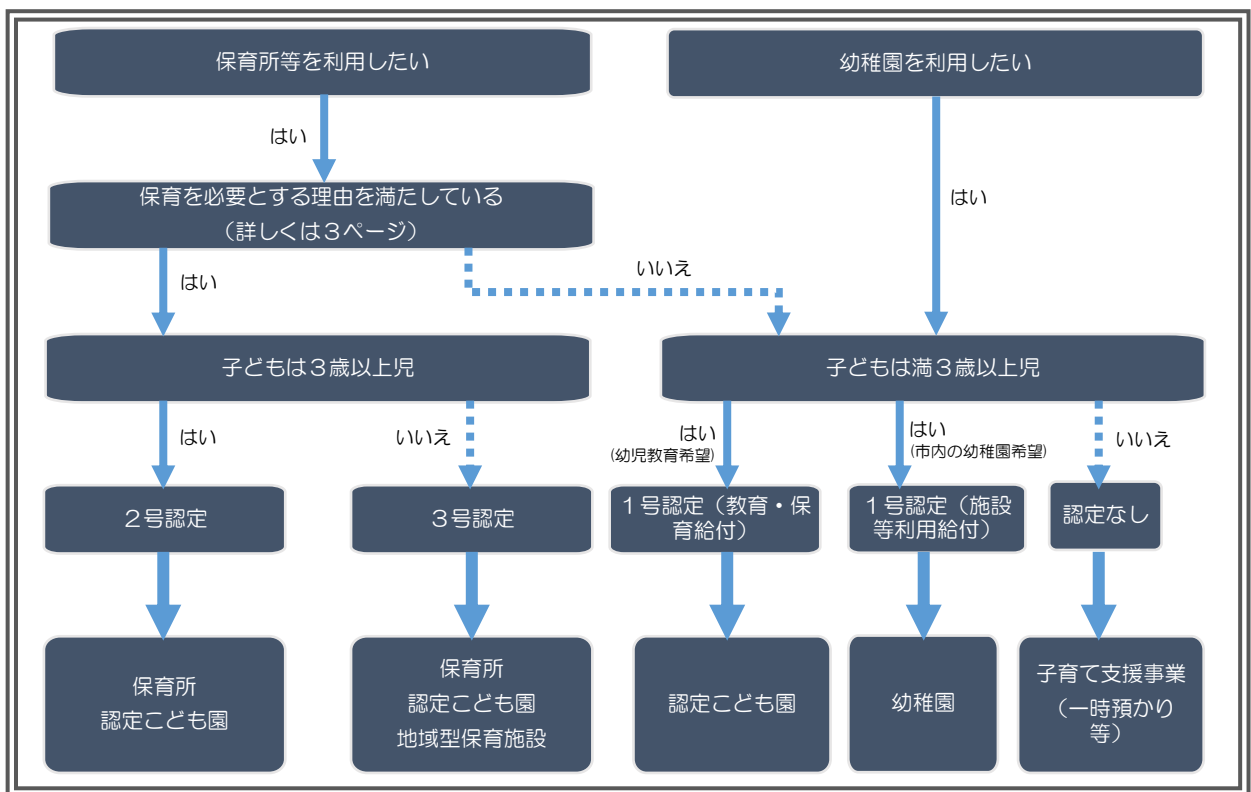 保育所等を利用したい
幼稚園を利用したい
はい
保育を必要とする理由を満たしている
（詳しくは３ページ）
はい
はい
いいえ
子どもは３歳以上児
子どもは満３歳以上児
はい
いいえ
はい
(幼児教育希望)
はい
(市内の幼稚園希望)
いいえ
２号認定
３号認定
１号認定（教育・保
育給付）
１号認定（施設
等利用給付）
認定なし
保育所
認定こども園
保育所
認定こども園
地域型保育施設
認定こども園
幼稚園
子育て支援事業
（一時預かり
等）